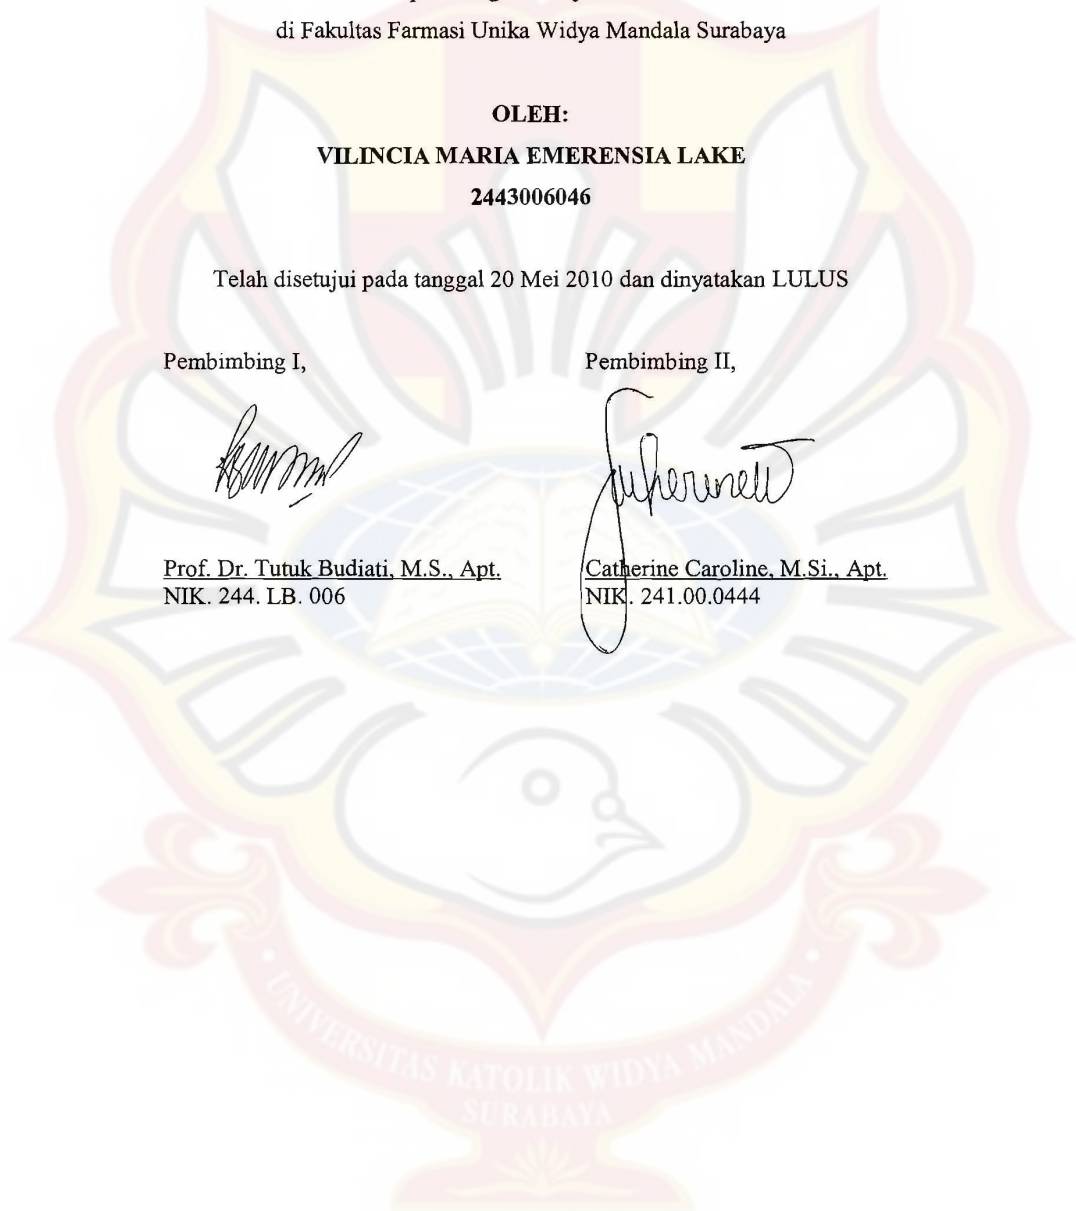 di Fakultas Farmasi Unika Widya Mandala Surabaya
OLEH:
VILINCIA MARIA EMERENSIA LAKE
2443006046
Telah disetujui pada tanggal 20 Mei 2010 dan dinyatakan LULUS
Pembimbing I,
Pembimbing II,
Prof. Dr. Tutuk Budiati, M.S., Apt.
NIK. 244. LB. 006
Catherine Caroline, M.Si., Apt.
NIK. 241.00.0444
UNIVERSITAS KATOLIK WIDYA MANDALA
SURABAYA